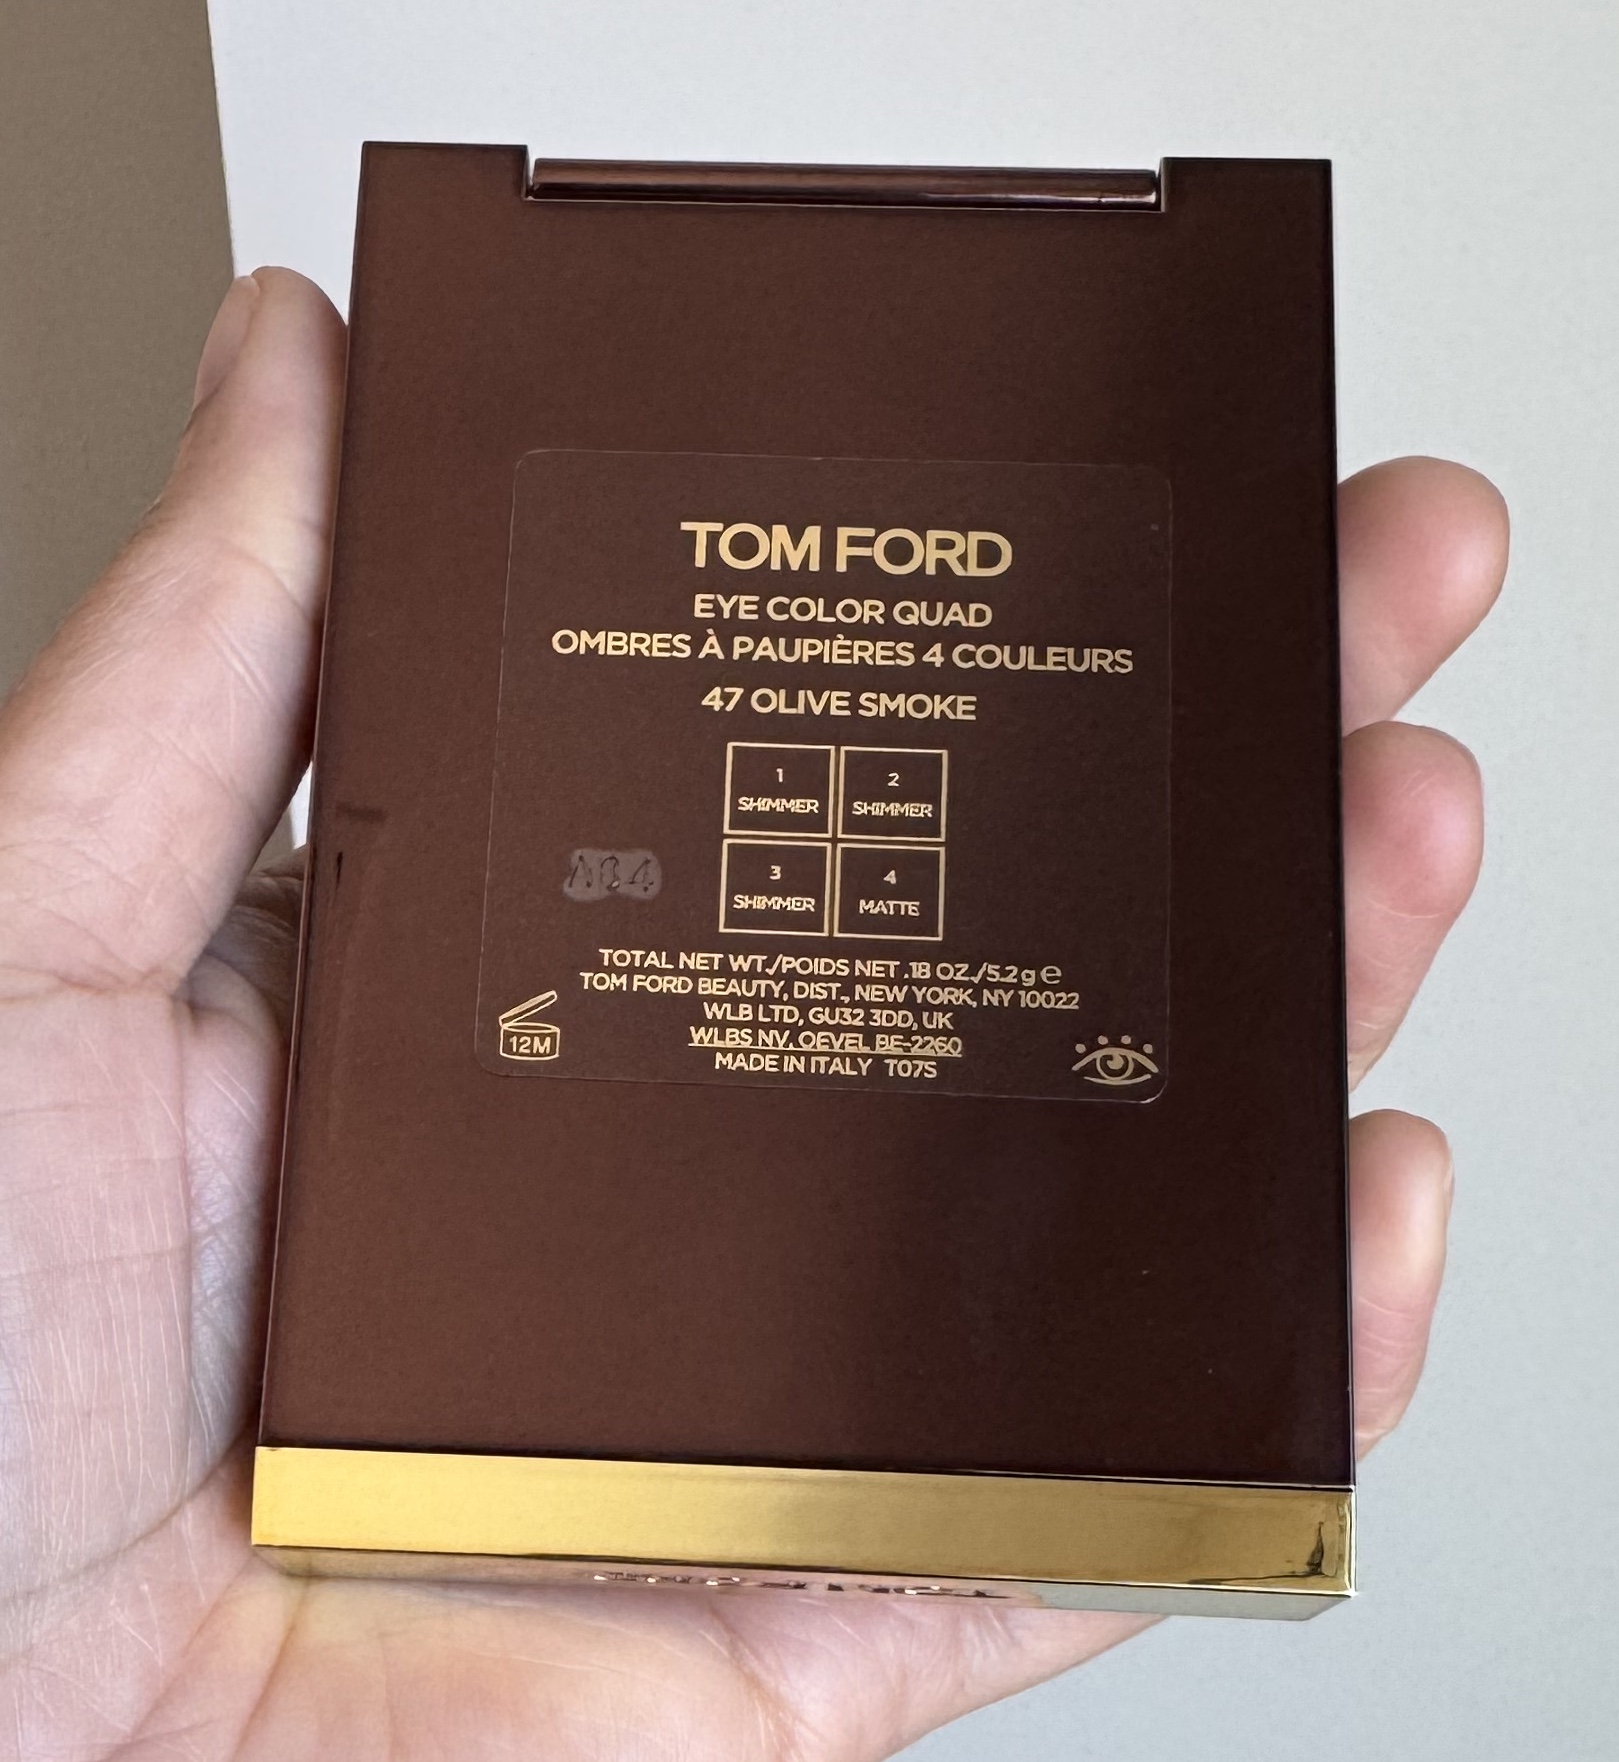 TOM FORD
EYE COLOR QUAD
OMBRES À PAUPIÈRES 4 COULEURS
47 OLIVE SMOKE
1 2
SHIMMER SHIMMER
3 4
SHIMMER MATTE
TOTAL NET WT./POIDS NET .18 OZ./5.2 g e
TOM FORD BEAUTY, DIST., NEW YORK, NY 10022
WLB LTD, GU32 3DD, UK
WLBS NV, OEVEL BE-2260
12M
MADE IN ITALY T07S